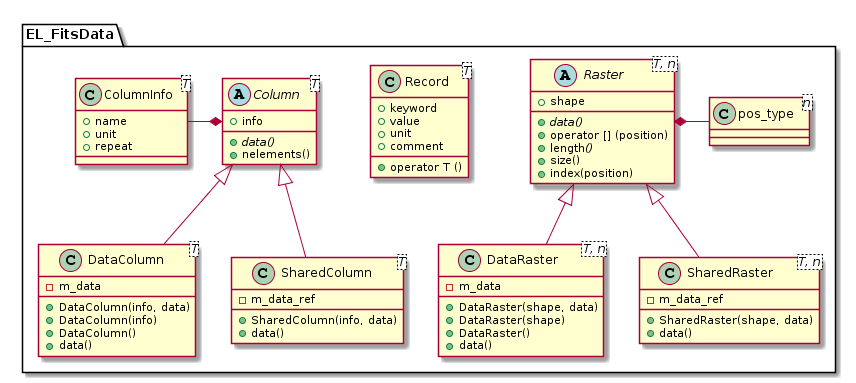 EL_FitsData
C ColumnInfo T
name
unit
repeat
A Column T
info
data()
nelements()
C Record T
keyword
value
unit
comment
operator T ()
A Raster T, n
shape
data()
operator [] (position)
length()
size()
index(position)
C pos_type n
C DataColumn T
m_data
DataColumn(info, data)
DataColumn(info)
DataColumn()
data()
C SharedColumn T
m_data_ref
SharedColumn(info, data)
data()
C DataRaster T, n
m_data
DataRaster(shape, data)
DataRaster(shape)
DataRaster()
data()
C SharedRaster T, n
m_data_ref
SharedRaster(shape, data)
data()